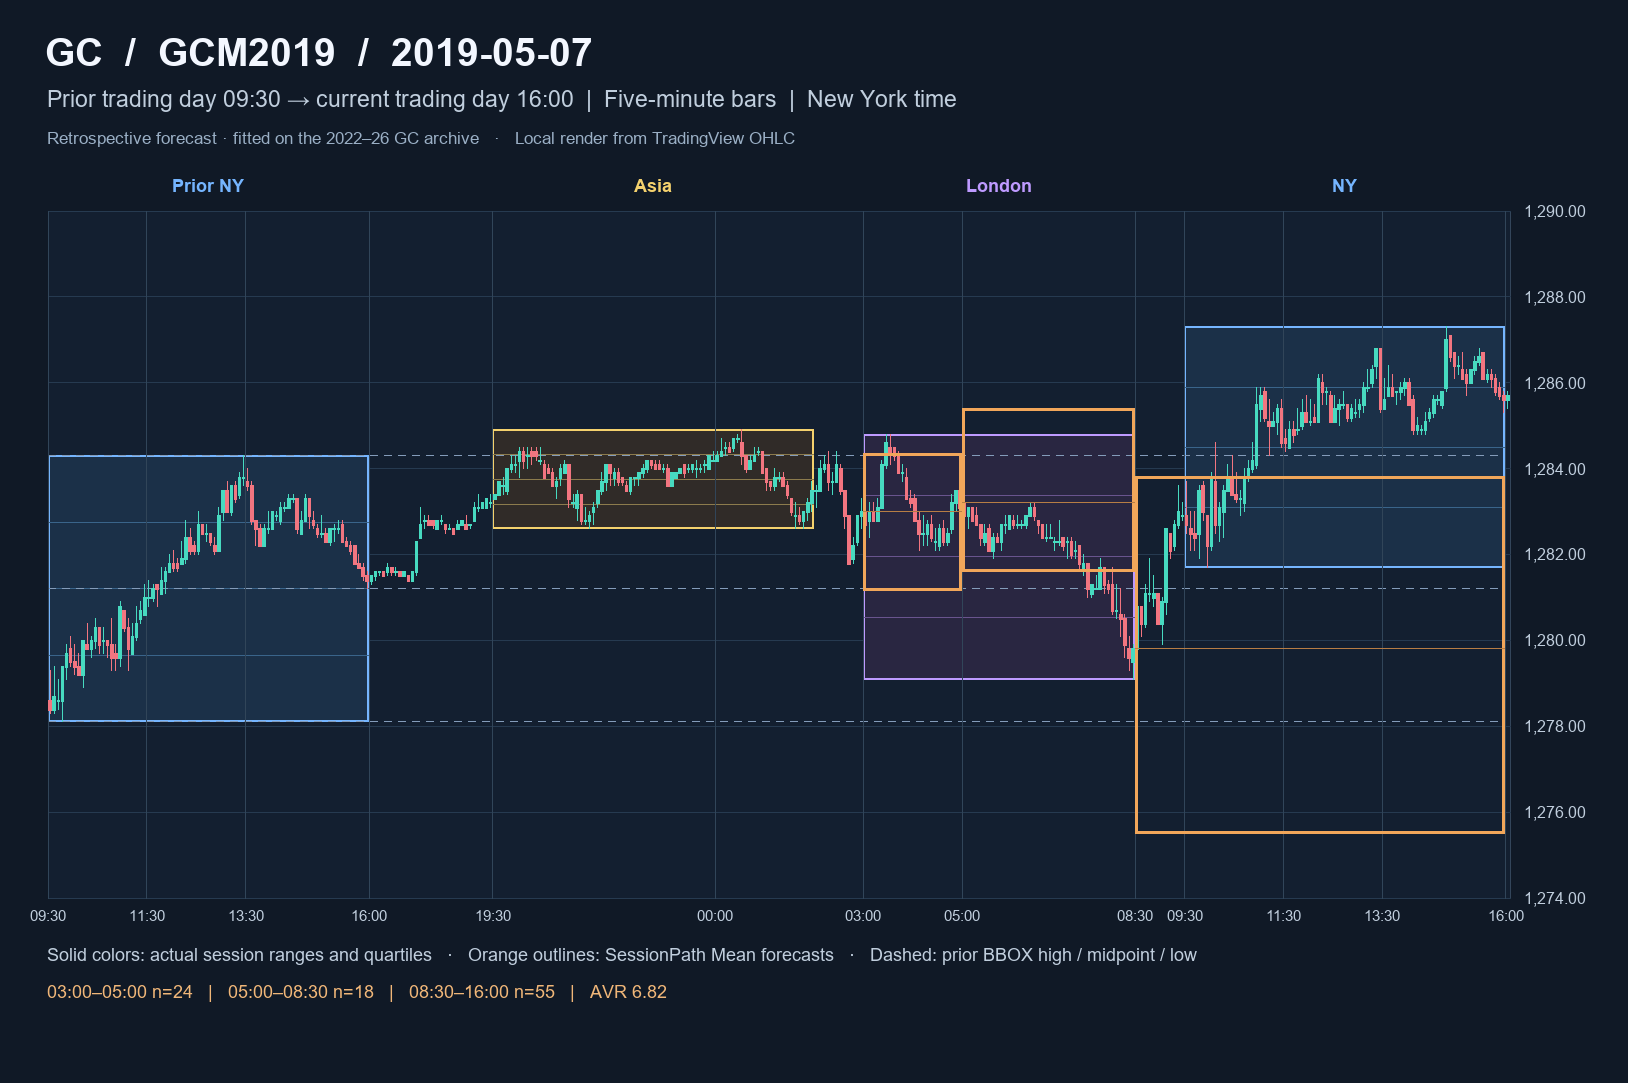 GC / GCM2019 / 2019-05-07
Prior trading day 09:30 → current trading day 16:00 | Five-minute bars | New York time
Retrospective forecast · fitted on the 2022–26 GC archive · Local render from TradingView OHLC
Prior NY Asia London NY
1,290.00
1,288.00
1,286.00
1,284.00
1,282.00
1,280.00
1,278.00
1,276.00
1,274.00
09:30 11:30 13:30 16:00 19:30 00:00 03:00 05:00 08:30 09:30 11:30 13:30 16:00
Solid colors: actual session ranges and quartiles · Orange outlines: SessionPath Mean forecasts · Dashed: prior BBOX high / midpoint / low
03:00–05:00 n=24 | 05:00–08:30 n=18 | 08:30–16:00 n=55 | AVR 6.82